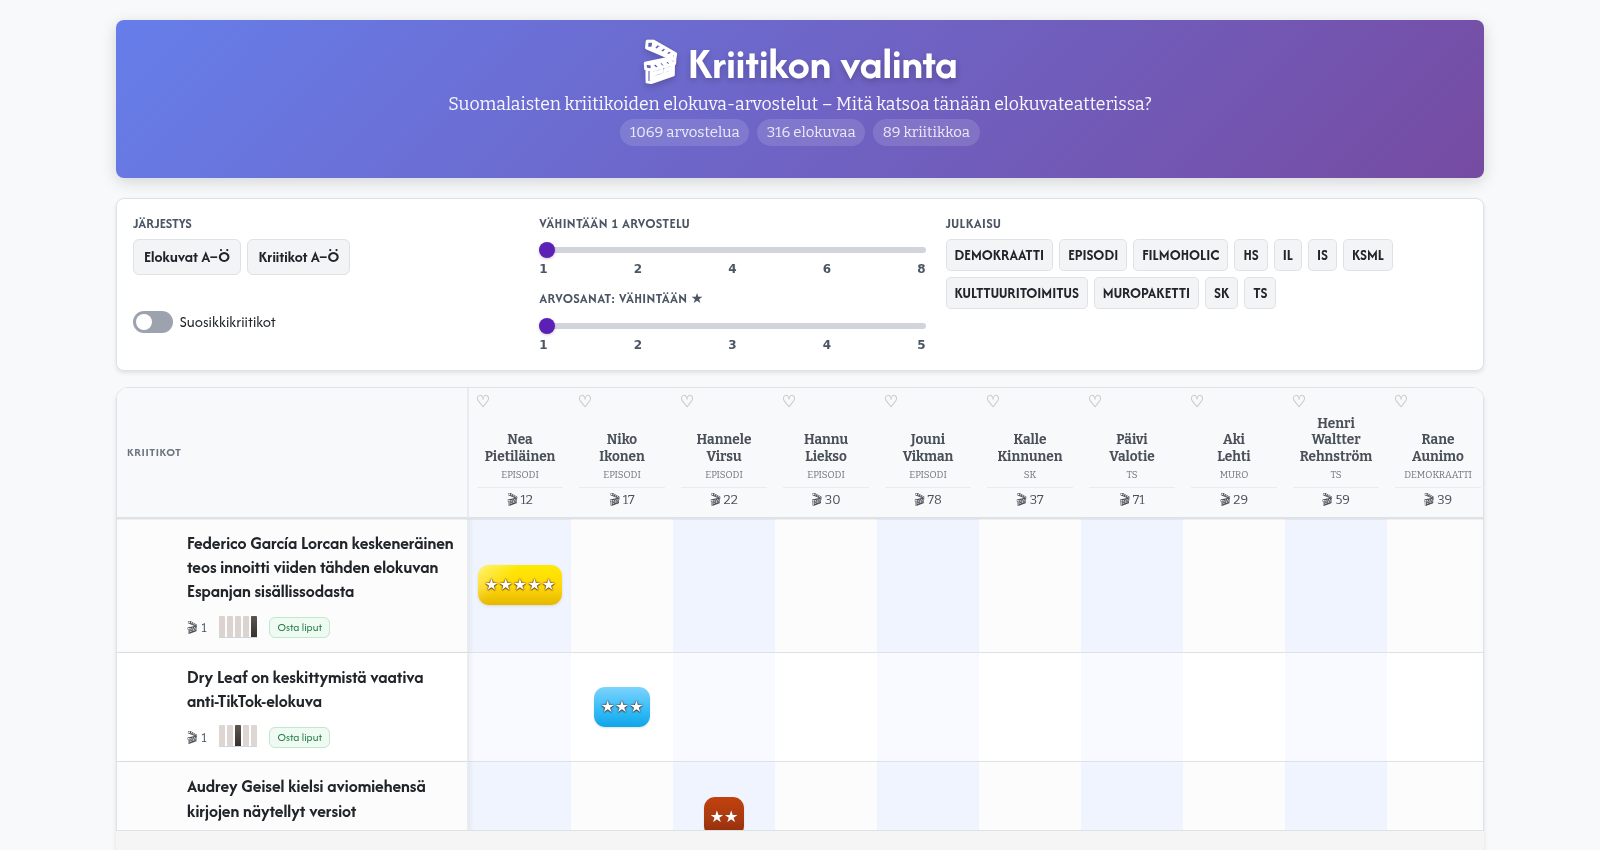 Kriitikon valinta
Suomalaisten kriitikoiden elokuva-arvostelut – Mitä katsoa tänään elokuvateatterissa?
1069 arvostelua 316 elokuvaa 89 kriitikkoa
JÄRJESTYS
Elokuvat A–Ö Kriitikot A–Ö
Suosikkikriitikot
VÄHINTÄÄN 1 ARVOSTELU
1 2 4 6 8
ARVOSANAT: VÄHINTÄÄN ★
1 2 3 4 5
JULKAISU
DEMOKRAATTI EPISODI FILMOHOLIC HS IL IS KSML
KULTTUURITOIMITUS MUROPAKETTI SK TS
KRIITIKOT
Nea
Pietiläinen
EPISODI
12
Niko
Ikonen
EPISODI
17
Hannele
Virsu
EPISODI
22
Hannu
Liekso
EPISODI
30
Jouni
Vikman
EPISODI
78
Kalle
Kinnunen
SK
37
Päivi
Valotie
TS
71
Aki
Lehti
MURO
29
Henri
Waltter
Rehnström
TS
59
Rane
Aunimo
DEMOKRAATTI
39
Federico García Lorcan keskeneräinen
teos innoitti viiden tähden elokuvan
Espanjan sisällissodasta
1 Osta liput
★★★★★
Dry Leaf on keskittymistä vaativa
anti-TikTok-elokuva
1 Osta liput
★★★
Audrey Geisel kielsi aviomiehensä
kirjojen näytellyt versiot
★★